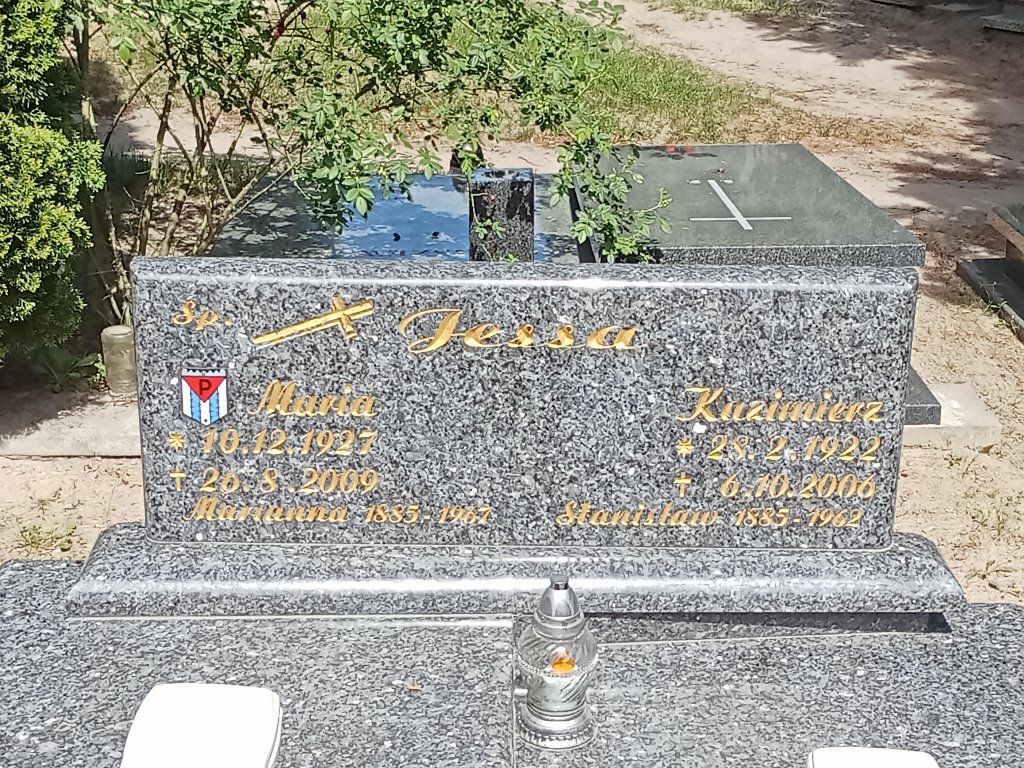 Śp. Jessa
P
Maria
* 10.12.1927
† 26.8.2009
Kazimierz
* 28.2.1922
† 6.10.2006
Marianna 1885-1967
Stanisław 1885-1962